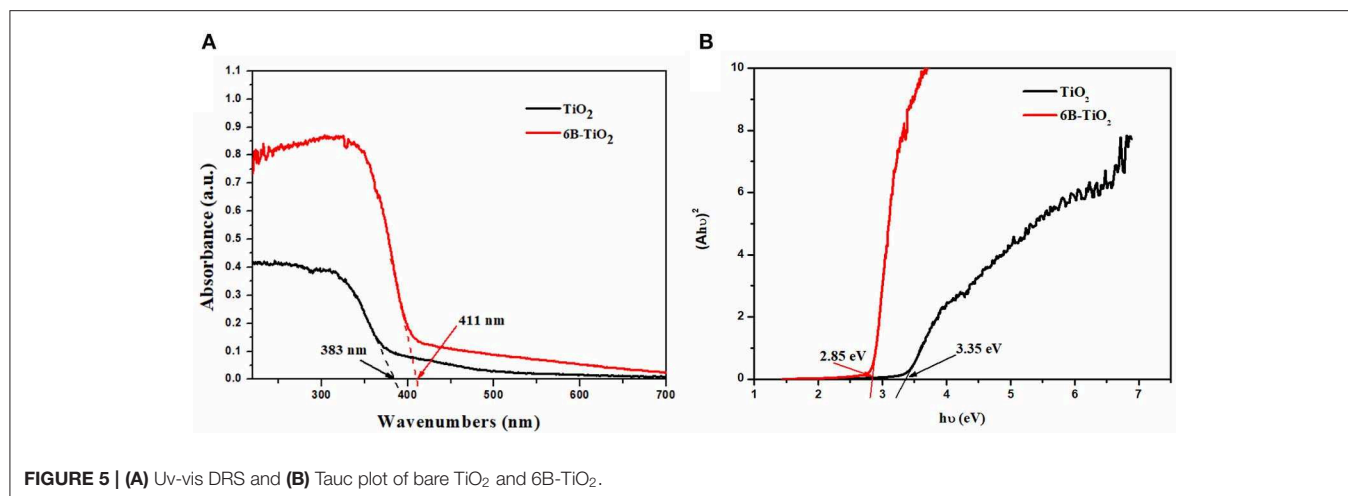 A
1.1
1.0
0.9
0.8
0.7
0.6
0.5
0.4
0.3
0.2
0.1
0.0
Absorbance (a.u.)
TiO₂
6B-TiO₂
411 nm
383 nm
300 400 500 600 700
Wavenumbers (nm)
B
10
8
6
4
2
0
(Ahυ)²
TiO₂
6B-TiO₂
2.85 eV
3.35 eV
1 2 3 4 5 6 7
hυ (eV)
FIGURE 5 | (A) Uv-vis DRS and (B) Tauc plot of bare TiO₂ and 6B-TiO₂.